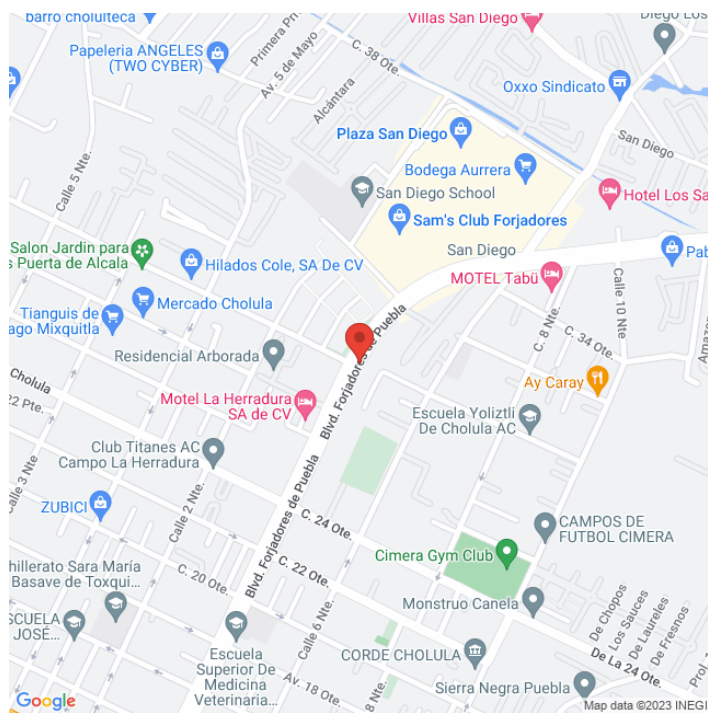 barro cholulteca
Villas San Diego
Diego Los
Papeleria ANGELES
(TWO CYBER)
Primera Priv
Av. 5 de Mayo
C. 38 Ote.
Alcántara
Oxxo Sindicato
Plaza San Diego
San Diego
Bodega Aurrera
Calle 5 Nte.
San Diego School
Hotel Los Sa
Sam's Club Forjadores
Salon Jardin para
s Puerta de Alcala
San Diego
Pab
Hilados Cole, SA De CV
MOTEL Tabü
Calle 10 Nte
Mercado Cholula
Tianguis de
ago Mixquitla
Blvd. Forjadores de Puebla
C. 8 Nte.
C. 34 Ote.
Amazo
Residencial Arborada
Ay Caray
Cholula
22 Pte.
Motel La Herradura
SA de CV
Escuela Yoliztli
De Cholula AC
Club Titanes AC
Campo La Herradura
Calle 3 Nte
Calle 2 Nte.
Blvd. Forjadores de Puebla
ZUBICI
C. 24 Ote.
CAMPOS DE
FUTBOL CIMERA
Cimera Gym Club
hillerato Sara María
Basave de Toxqui...
C. 20 Ote.
C. 22 Ote.
Monstruo Canela
De Chopos
Los Sauces
De Laureles
De Fresnos
ESCUELA
JOSÉ...
Calle 6 Nte.
Escuela
Superior De
Medicina
Veterinaria...
CORDE CHOLULA
De La 24 Ote.
Prol.
Av. 18 Ote.
8 Nte.
Sierra Negra Puebla
Google
Map data ©2023 INEGI